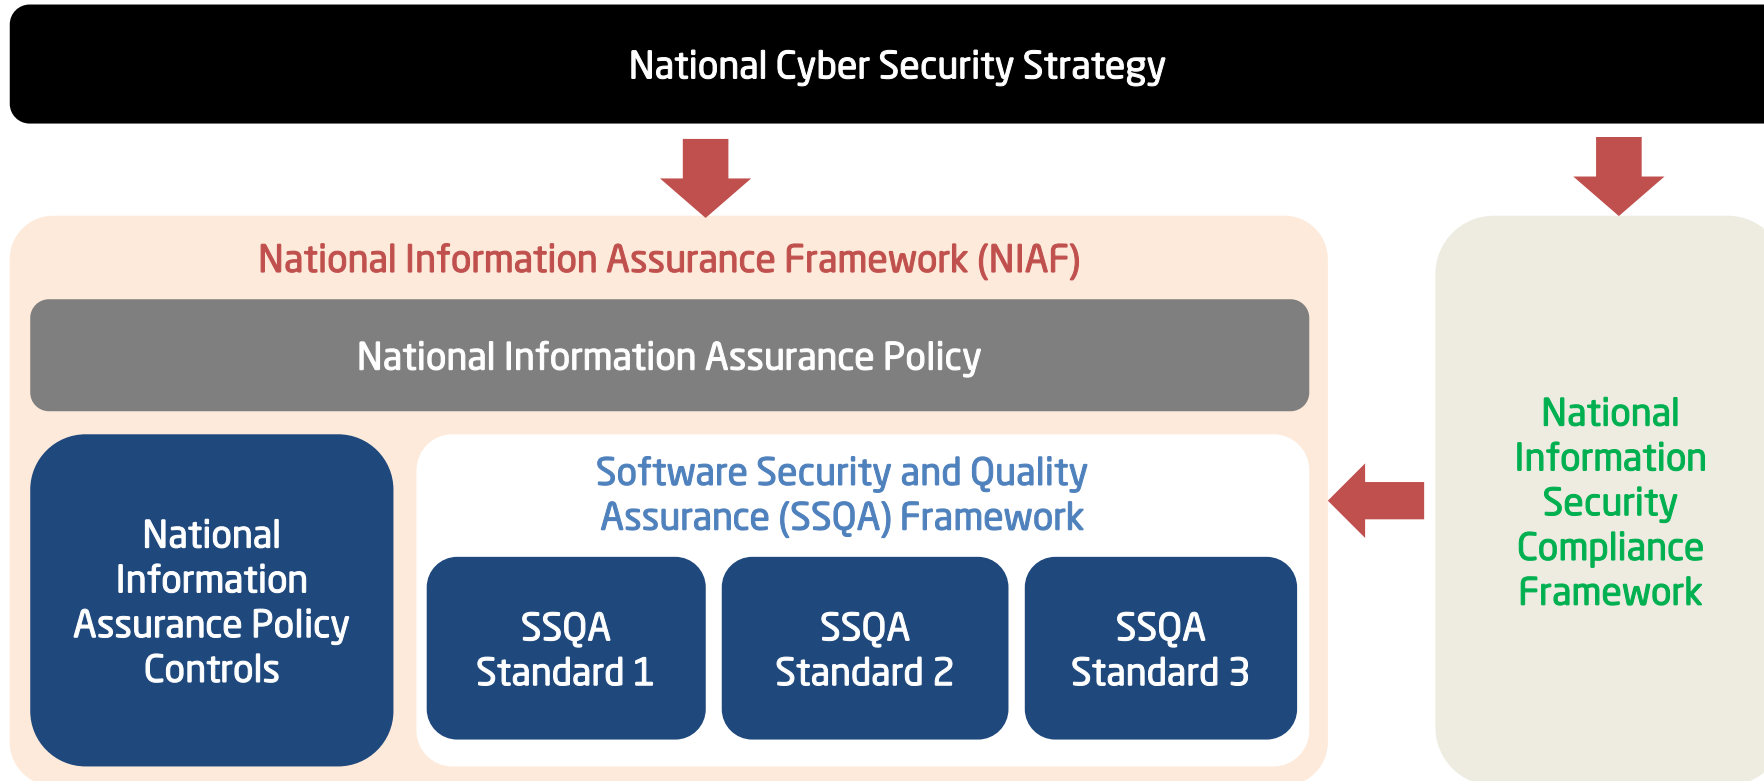 National Cyber Security Strategy
National Information Assurance Framework (NIAF)
National Information Assurance Policy
National
Information
Assurance Policy
Controls
Software Security and Quality
Assurance (SSQA) Framework
SSQA
Standard 1
SSQA
Standard 2
SSQA
Standard 3
National
Information
Security
Compliance
Framework